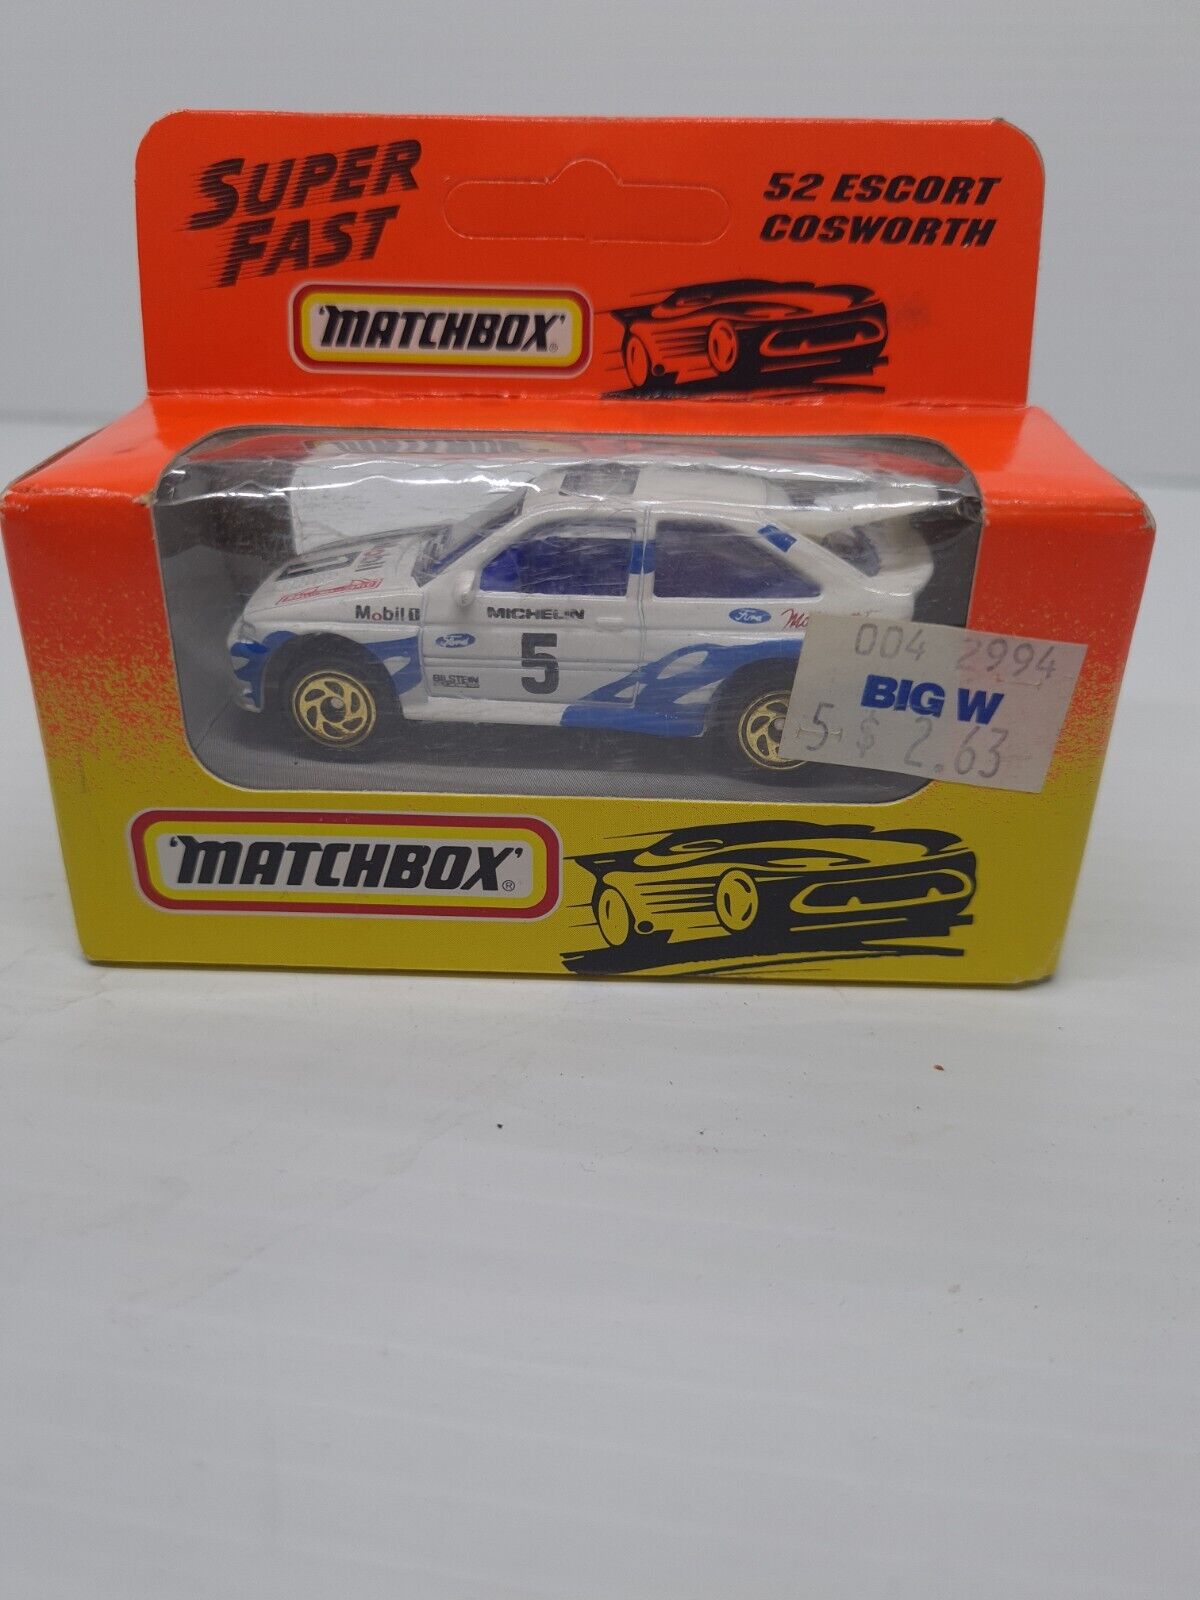 SUPER
FAST
52 ESCORT
COSWORTH
'MATCHBOX'®
Mobil 1
MICHELIN
Ford
5
BILSTEIN
Ford
004 2994
BIG W
5 $ 2.63
'MATCHBOX'®